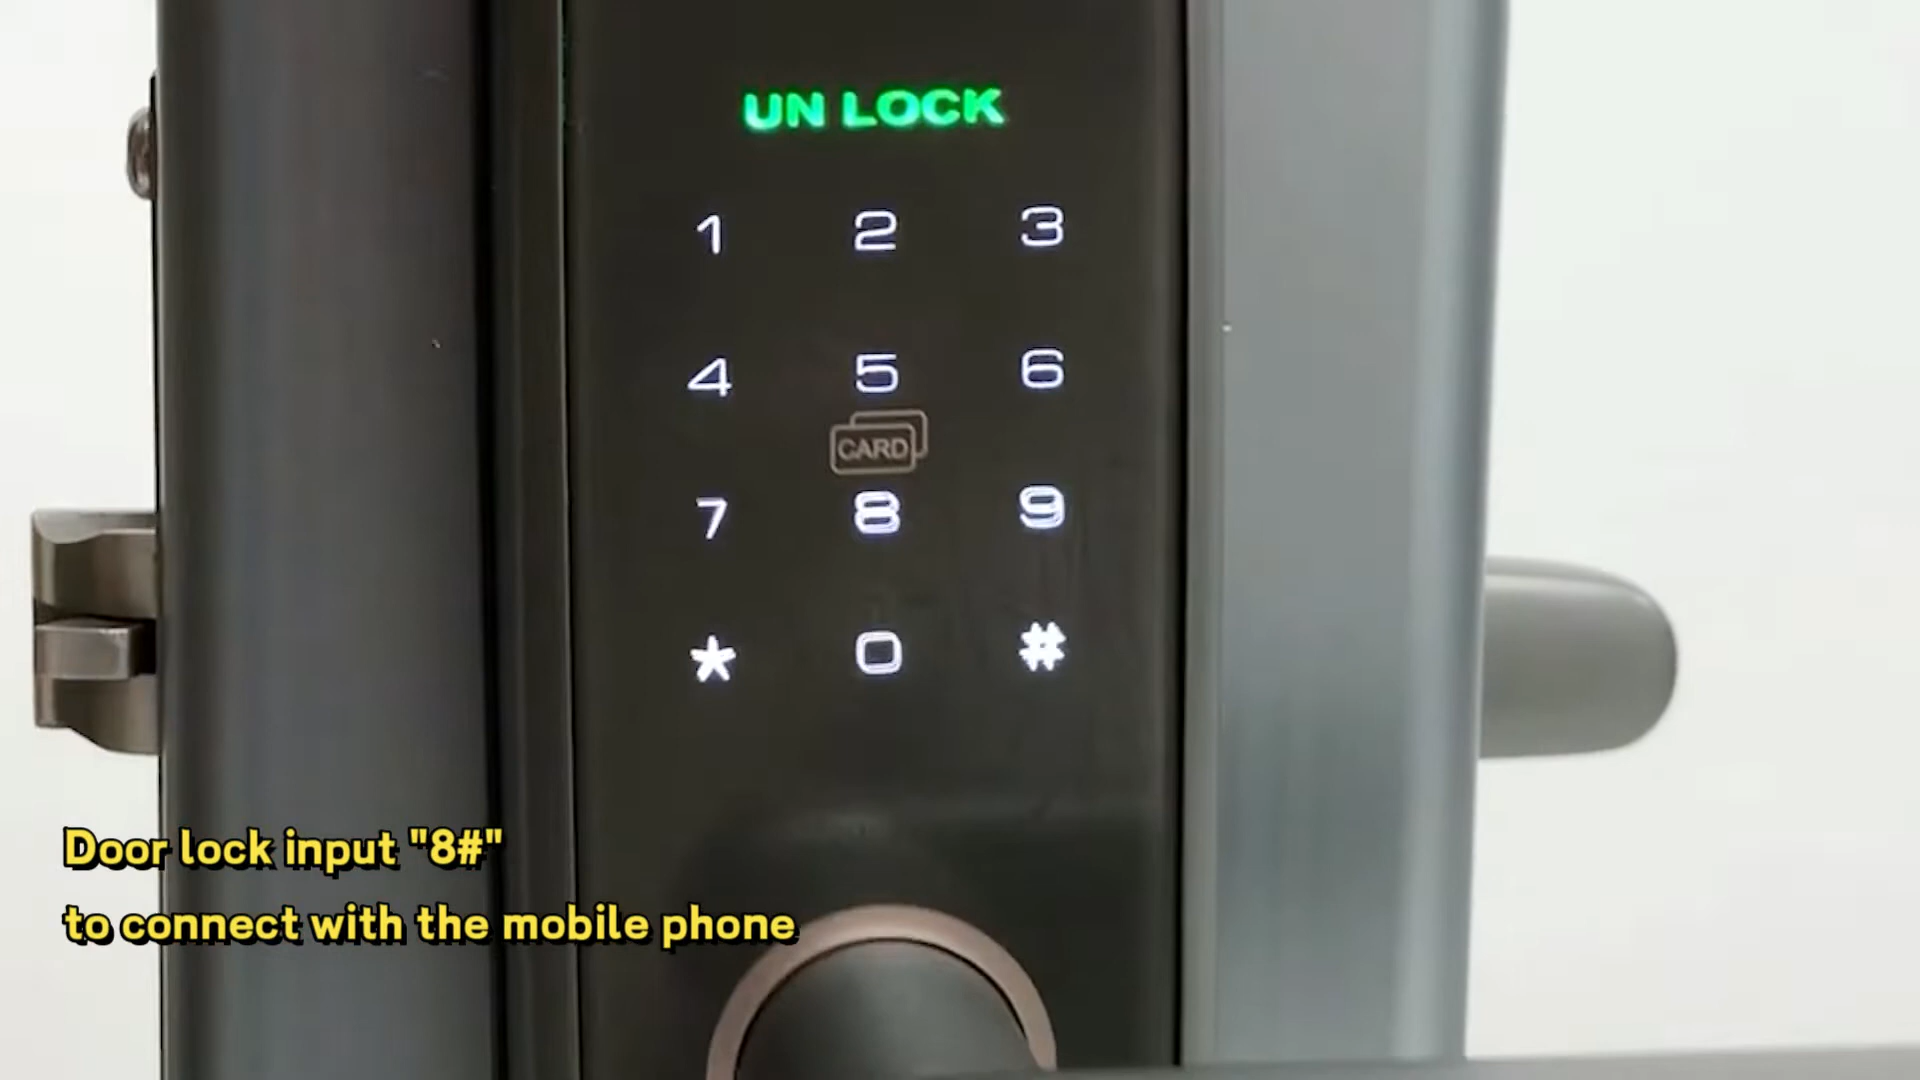 UN LOCK
1 2 3
4 5 6
CARD
7 8 9
* 0 #
Door lock input "8#"
to connect with the mobile phone